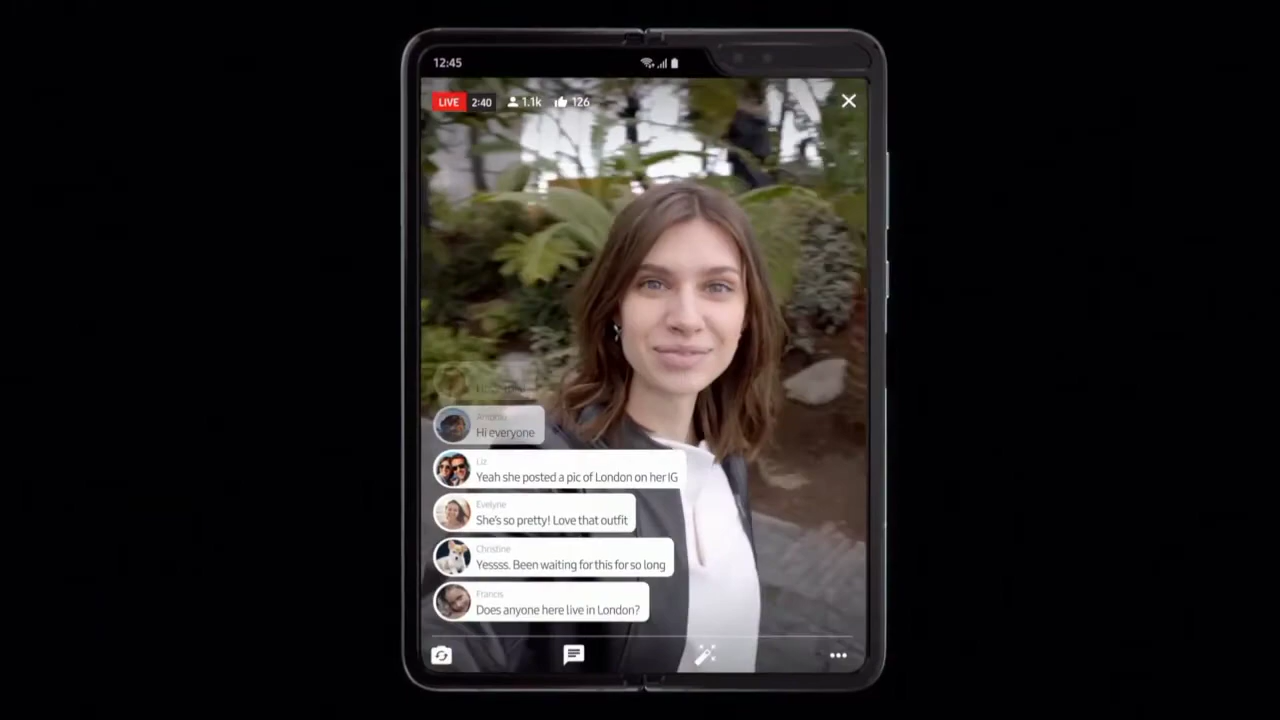 12:45
LIVE 2:40 1.1k 126
Hi everyone
Liz
Yeah she posted a pic of London on her IG
Evelyne
She's so pretty! Love that outfit
Christine
Yessss. Been waiting for this for so long
Francis
Does anyone here live in London?